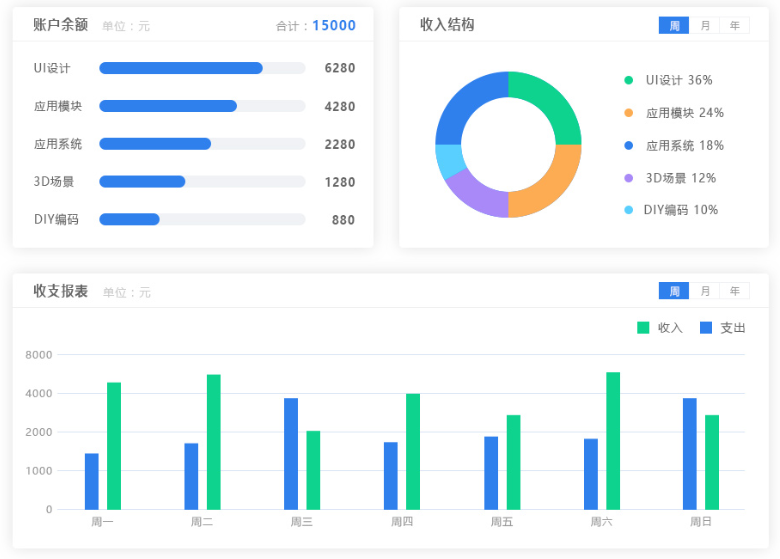 账户余额 单位：元 合计：15000
UI设计 6280
应用模块 4280
应用系统 2280
3D场景 1280
DIY编码 880
收入结构 周 月 年
UI设计 36%
应用模块 24%
应用系统 18%
3D场景 12%
DIY编码 10%
收支报表 单位：元 周 月 年
收入 支出
8000
4000
2000
1000
0
周一 周二 周三 周四 周五 周六 周日